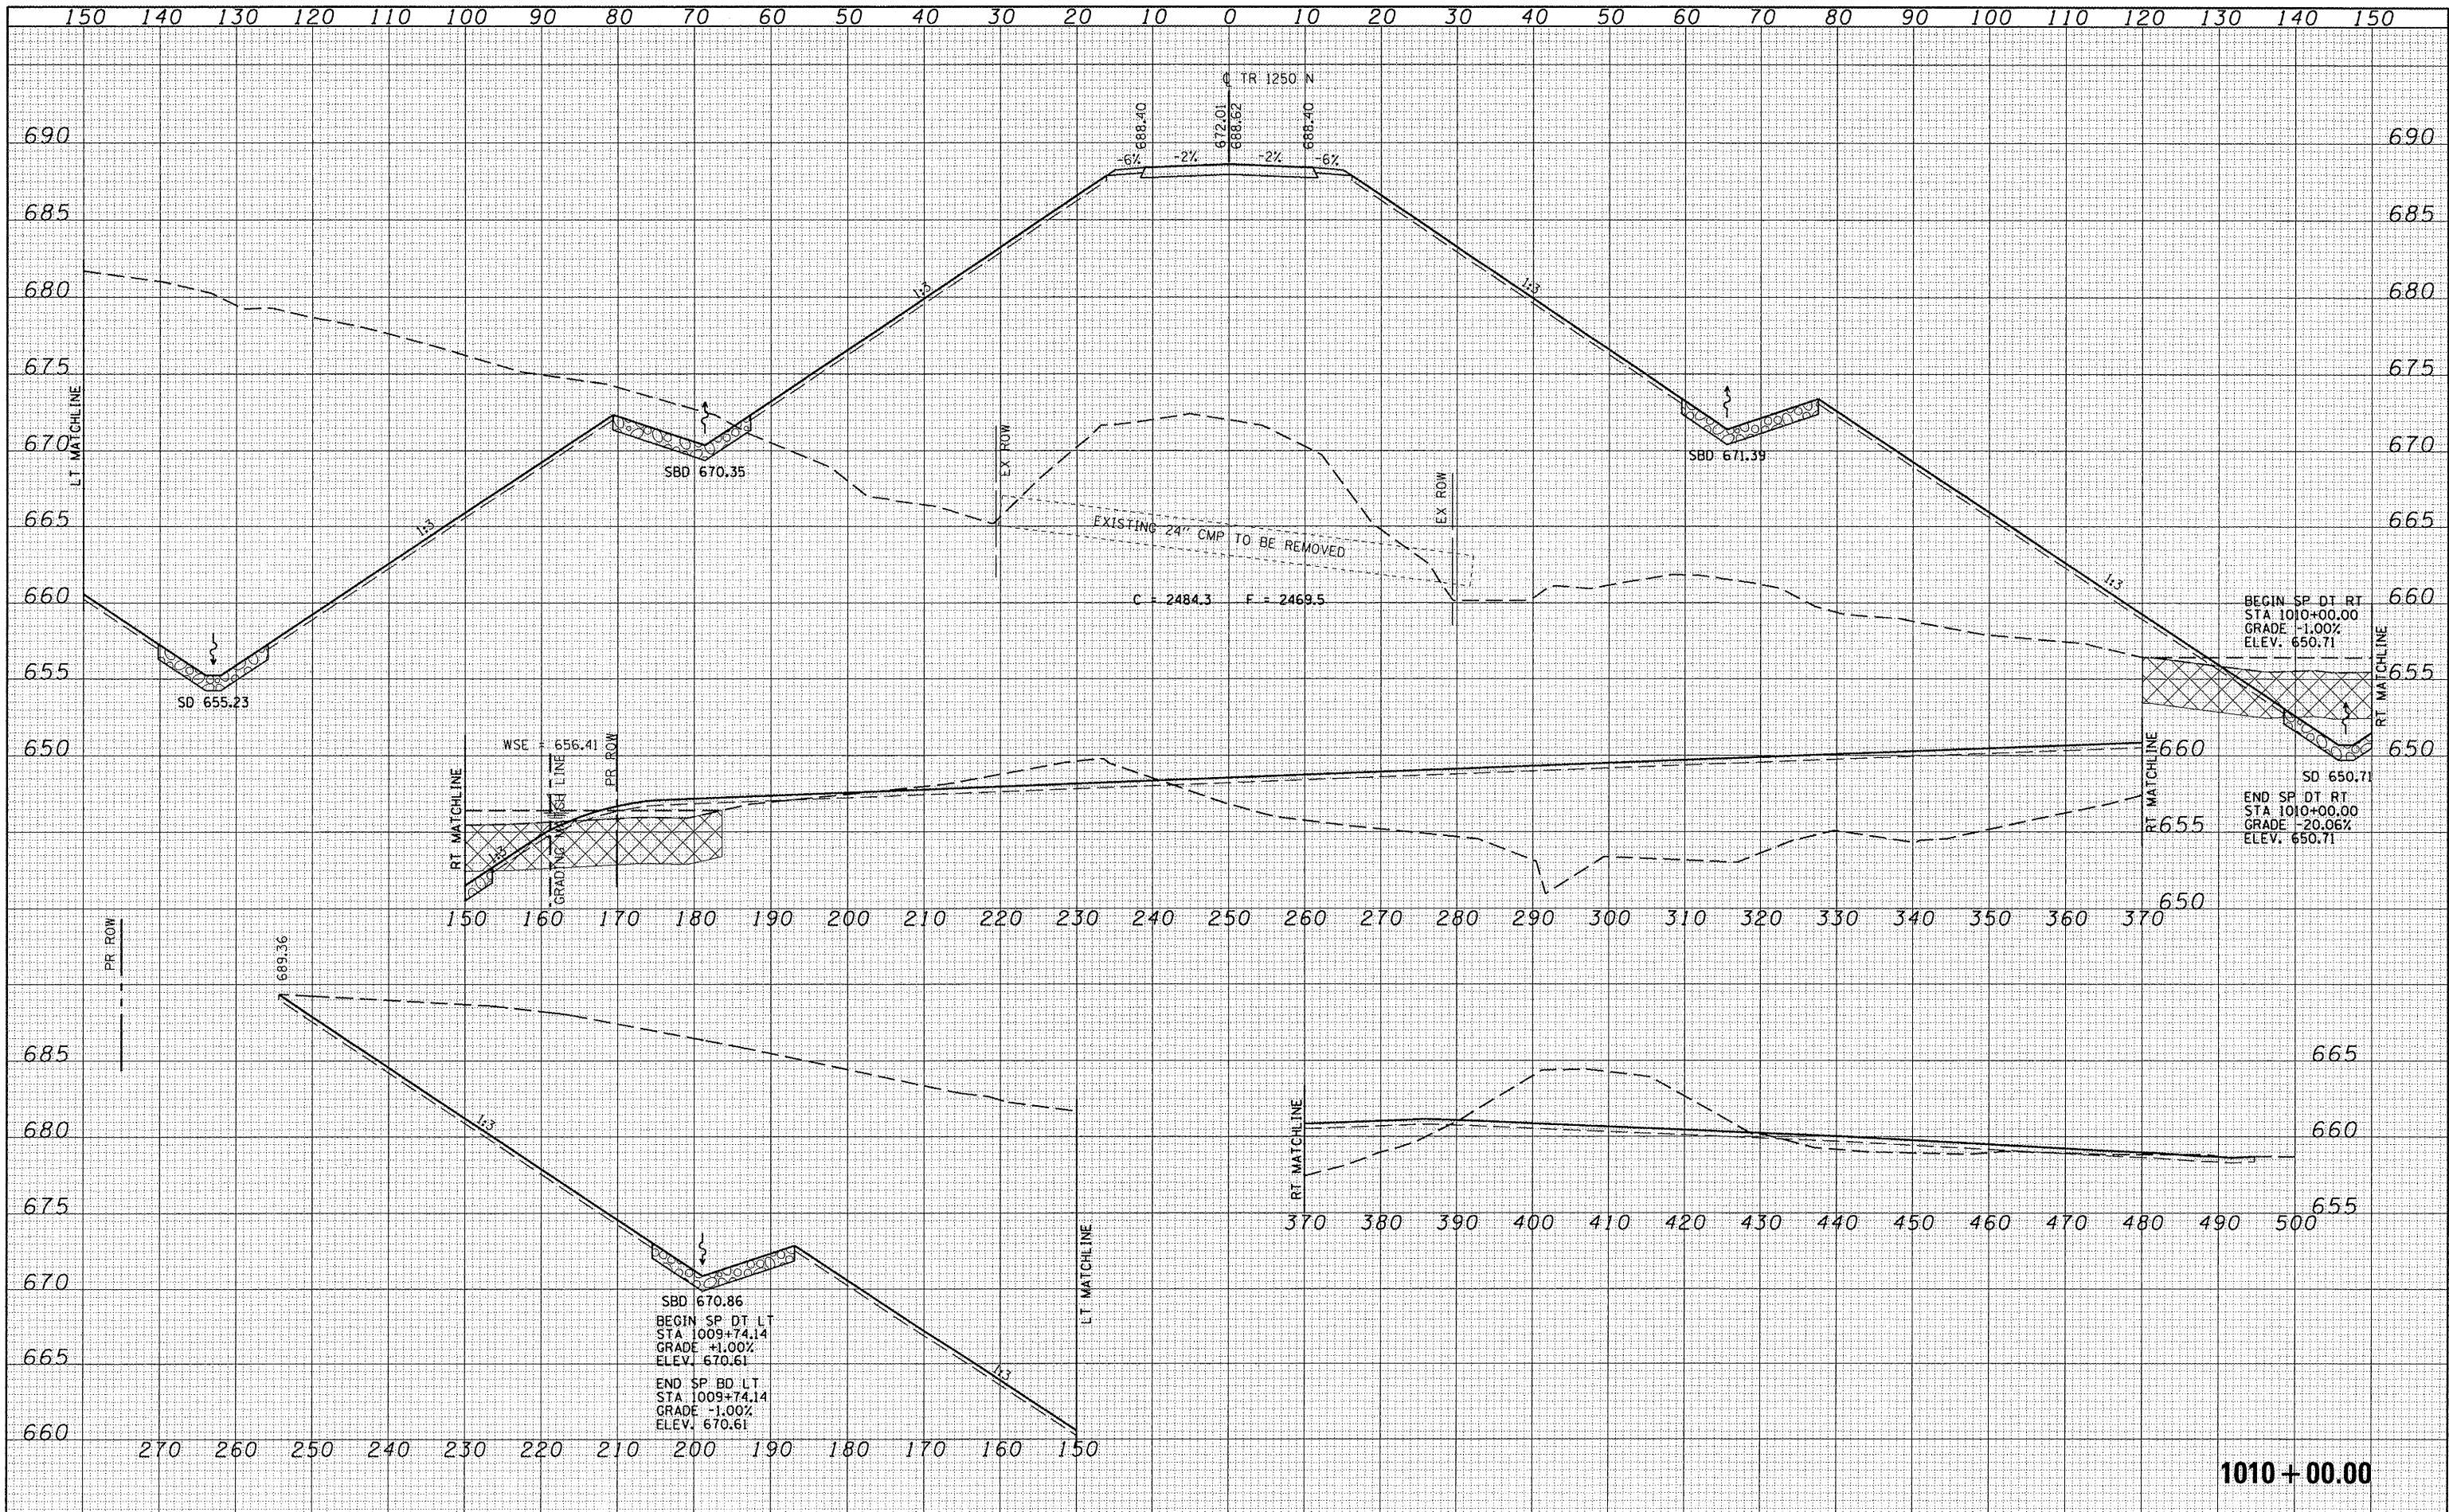 150 140 130 120 110 100 90 80 70 60 50 40 30 20 10 0 10 20 30 40 50 60 70 80 90 100 110 120 130 140 150
℄ TR 1250 N
688.40
672.01
688.62
688.40
690
690
-6% -2% -2% -6%
685
685
1:3
1:3
680
680
675
675
LT MATCHLINE
670
670
SBD 670.35
EX ROW
SBD 671.39
EX ROW
665
665
1:3
EXISTING 24" CMP TO BE REMOVED
1:3
660
660
C = 2484.3 F = 2469.5
BEGIN SP DT RT
STA 1010+00.00
GRADE -1.00%
ELEV. 650.71
RT MATCHLINE
655
655
SD 655.23
650
650
WSE = 656.41
PR ROW
GRADING MATCH LINE
RT MATCHLINE
1:3
660
655
650
RT MATCHLINE
SD 650.71
END SP DT RT
STA 1010+00.00
GRADE -20.06%
ELEV. 650.71
150 160 170 180 190 200 210 220 230 240 250 260 270 280 290 300 310 320 330 340 350 360 370
PR ROW
689.36
685
665
680
660
1:3
RT MATCHLINE
675
655
370 380 390 400 410 420 430 440 450 460 470 480 490 500
670
LT MATCHLINE
SBD 670.86
BEGIN SP DT LT
STA 1009+74.14
GRADE +1.00%
ELEV. 670.61
665
1:3
END SP BD LT
STA 1009+74.14
GRADE -1.00%
ELEV. 670.61
660
270 260 250 240 230 220 210 200 190 180 170 160 150
1010+00.00